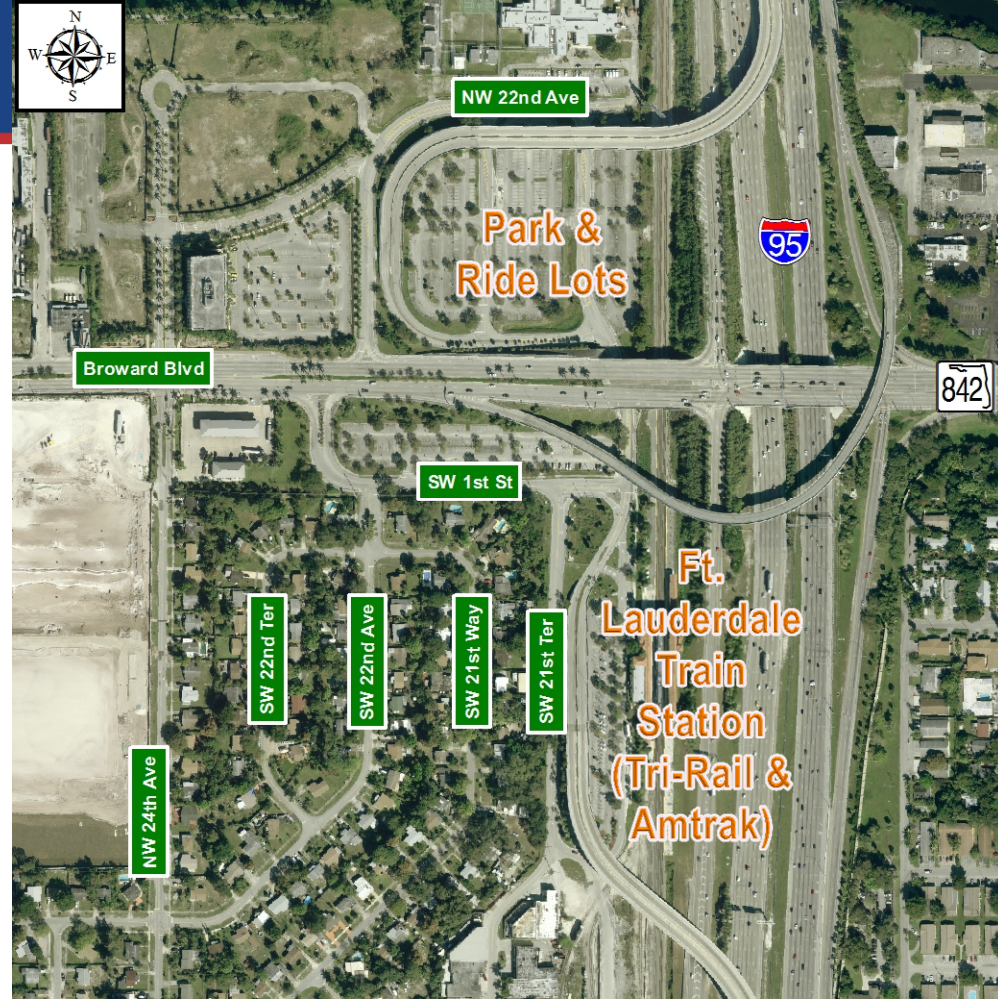 N
W E
S
NW 22nd Ave
Park &
Ride Lots
95
Broward Blvd
842
SW 1st St
Ft.
Lauderdale
Train
Station
(Tri-Rail &
Amtrak)
SW 22nd Ter
SW 22nd Ave
SW 21st Way
SW 21st Ter
NW 24th Ave